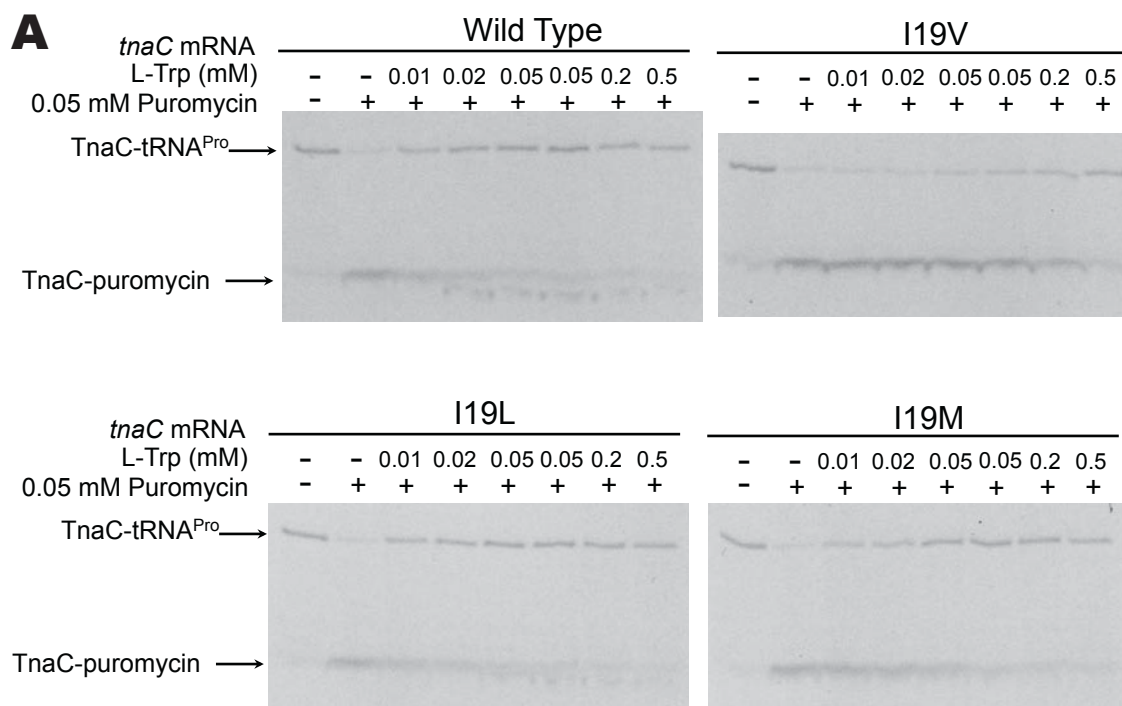 A
Wild Type
I19V
tnaC mRNA
L-Trp (mM) - - 0.01 0.02 0.05 0.05 0.2 0.5 - - 0.01 0.02 0.05 0.05 0.2 0.5
0.05 mM Puromycin - + + + + + + + - + + + + + + +
TnaC-tRNAPro
TnaC-puromycin
I19L
I19M
tnaC mRNA
L-Trp (mM) - - 0.01 0.02 0.05 0.05 0.2 0.5 - - 0.01 0.02 0.05 0.05 0.2 0.5
0.05 mM Puromycin - + + + + + + + - + + + + + + +
TnaC-tRNAPro
TnaC-puromycin